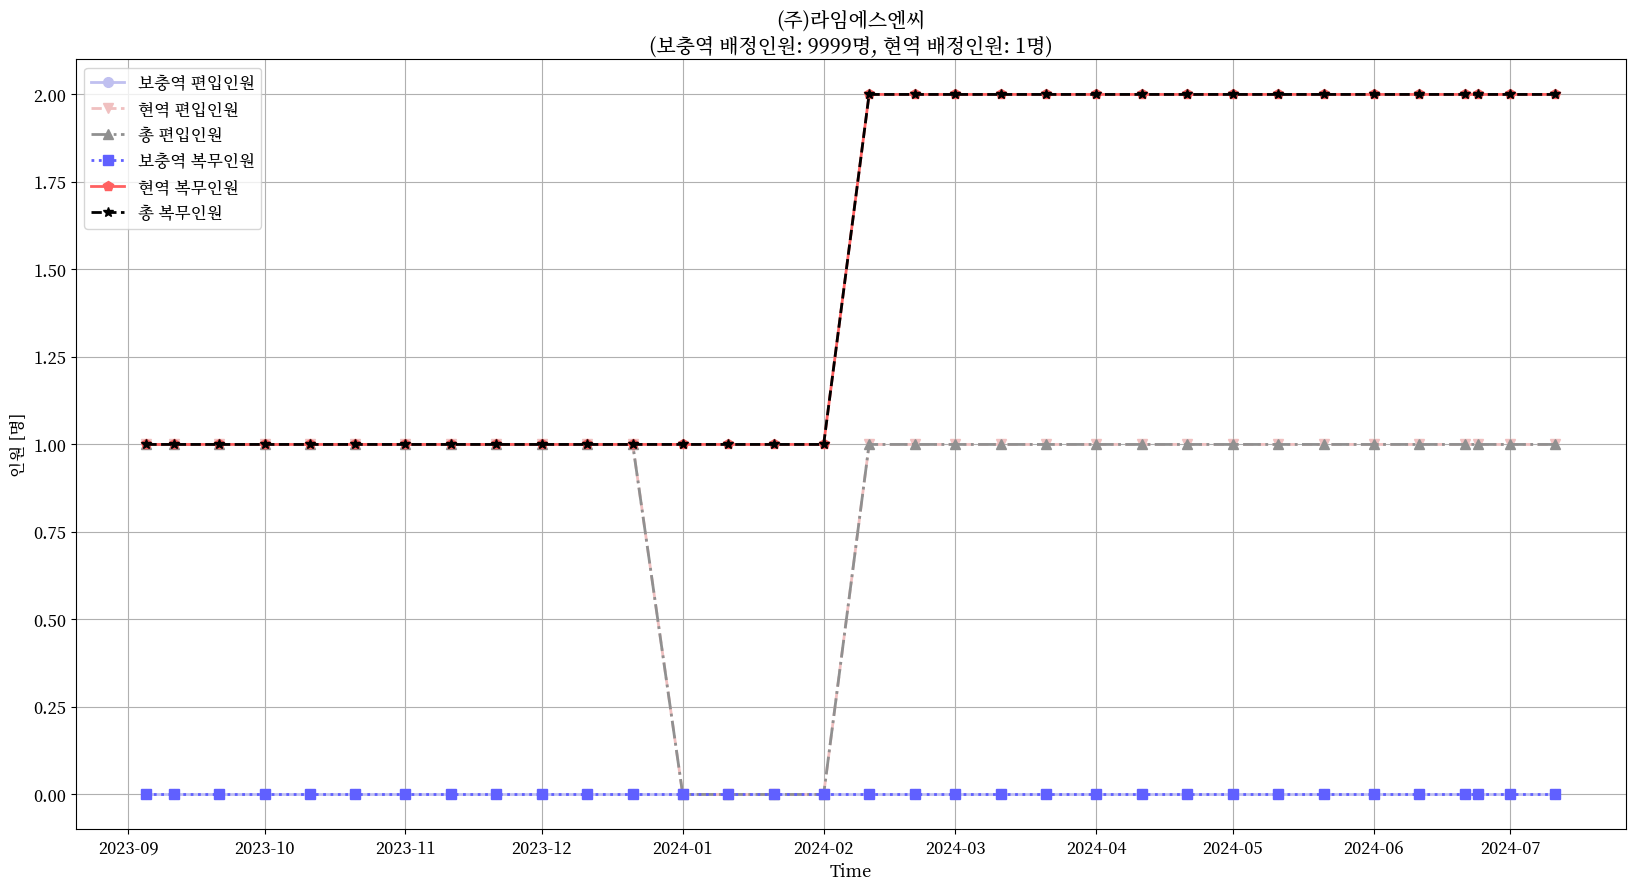 (주)라임에스엔씨
(보충역 배정인원: 9999명, 현역 배정인원: 1명)
보충역 편입인원
현역 편입인원
총 편입인원
보충역 복무인원
현역 복무인원
총 복무인원
인원 [명]
2.00
1.75
1.50
1.25
1.00
0.75
0.50
0.25
0.00
2023-09 2023-10 2023-11 2023-12 2024-01 2024-02 2024-03 2024-04 2024-05 2024-06 2024-07
Time